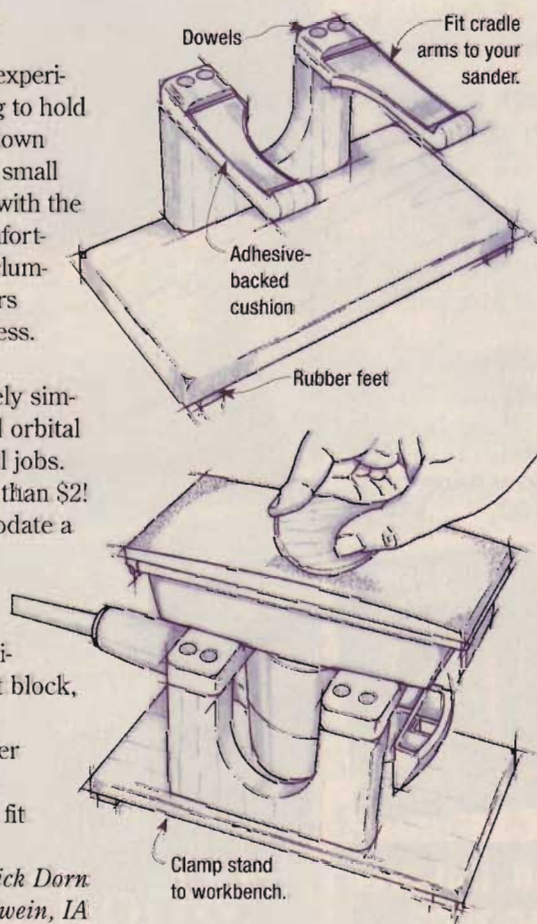 Dowels
Fit cradle
arms to your
sander.
experi-
g to hold
own
small
with the
fort-
clum-
rs
ess.
Adhesive-
backed
cushion
Rubber feet
ely sim-
l orbital
l jobs.
than $2!
odate a
i-
t block,
er
fit
ick Dorn
wein, IA
Clamp stand
to workbench.